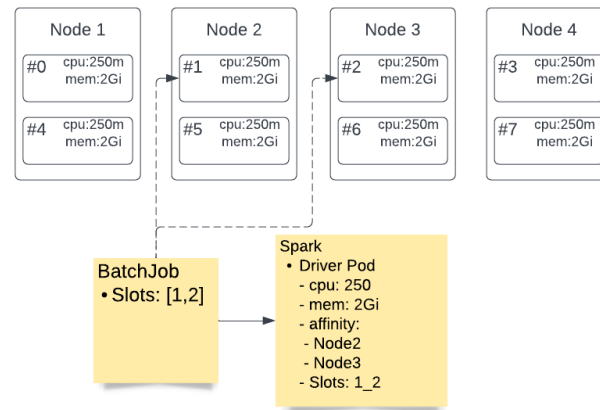 Node 1
Node 2
Node 3
Node 4
#0 cpu:250m
mem:2Gi
#1 cpu:250m
mem:2Gi
#2 cpu:250m
mem:2Gi
#3 cpu:250m
mem:2Gi
#4 cpu:250m
mem:2Gi
#5 cpu:250m
mem:2Gi
#6 cpu:250m
mem:2Gi
#7 cpu:250m
mem:2Gi
BatchJob
• Slots: [1,2]
Spark
• Driver Pod
- cpu: 250
- mem: 2Gi
- affinity:
- Node2
- Node3
- Slots: 1_2